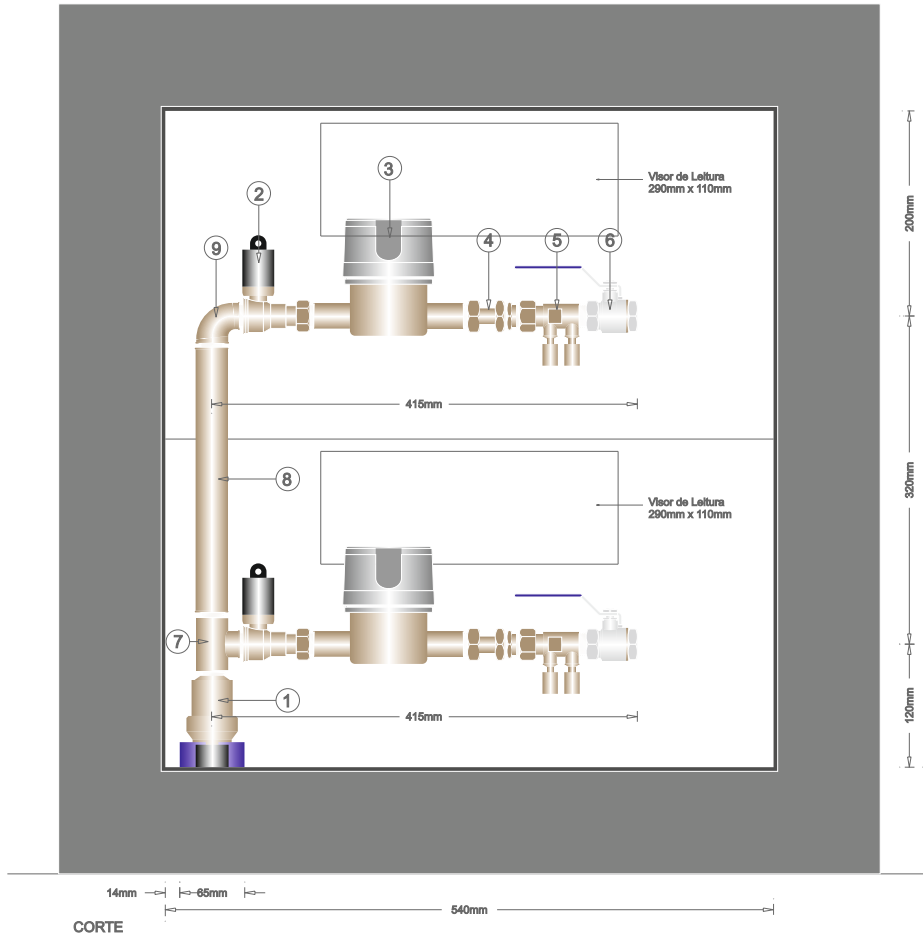 3
Visor de Leitura
290mm x 110mm
2
200mm
9
4
5
6
415mm
8
320mm
Visor de Leitura
290mm x 110mm
7
1
415mm
120mm
14mm
65mm
540mm
CORTE